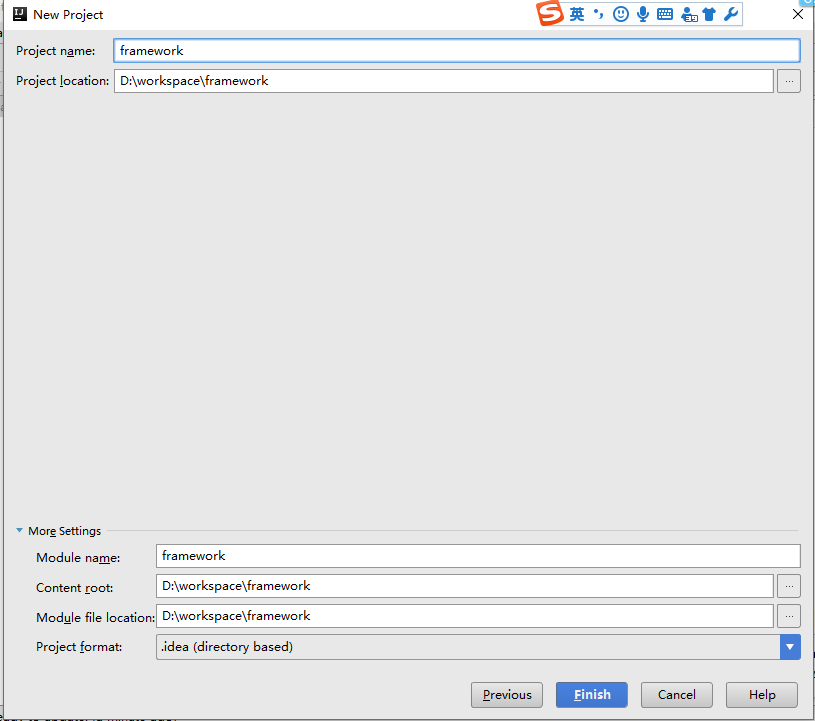 New Project
英
Project name: framework
Project location: D:\workspace\framework
More Settings
Module name: framework
Content root: D:\workspace\framework
Module file location: D:\workspace\framework
Project format: .idea (directory based)
Previous Finish Cancel Help